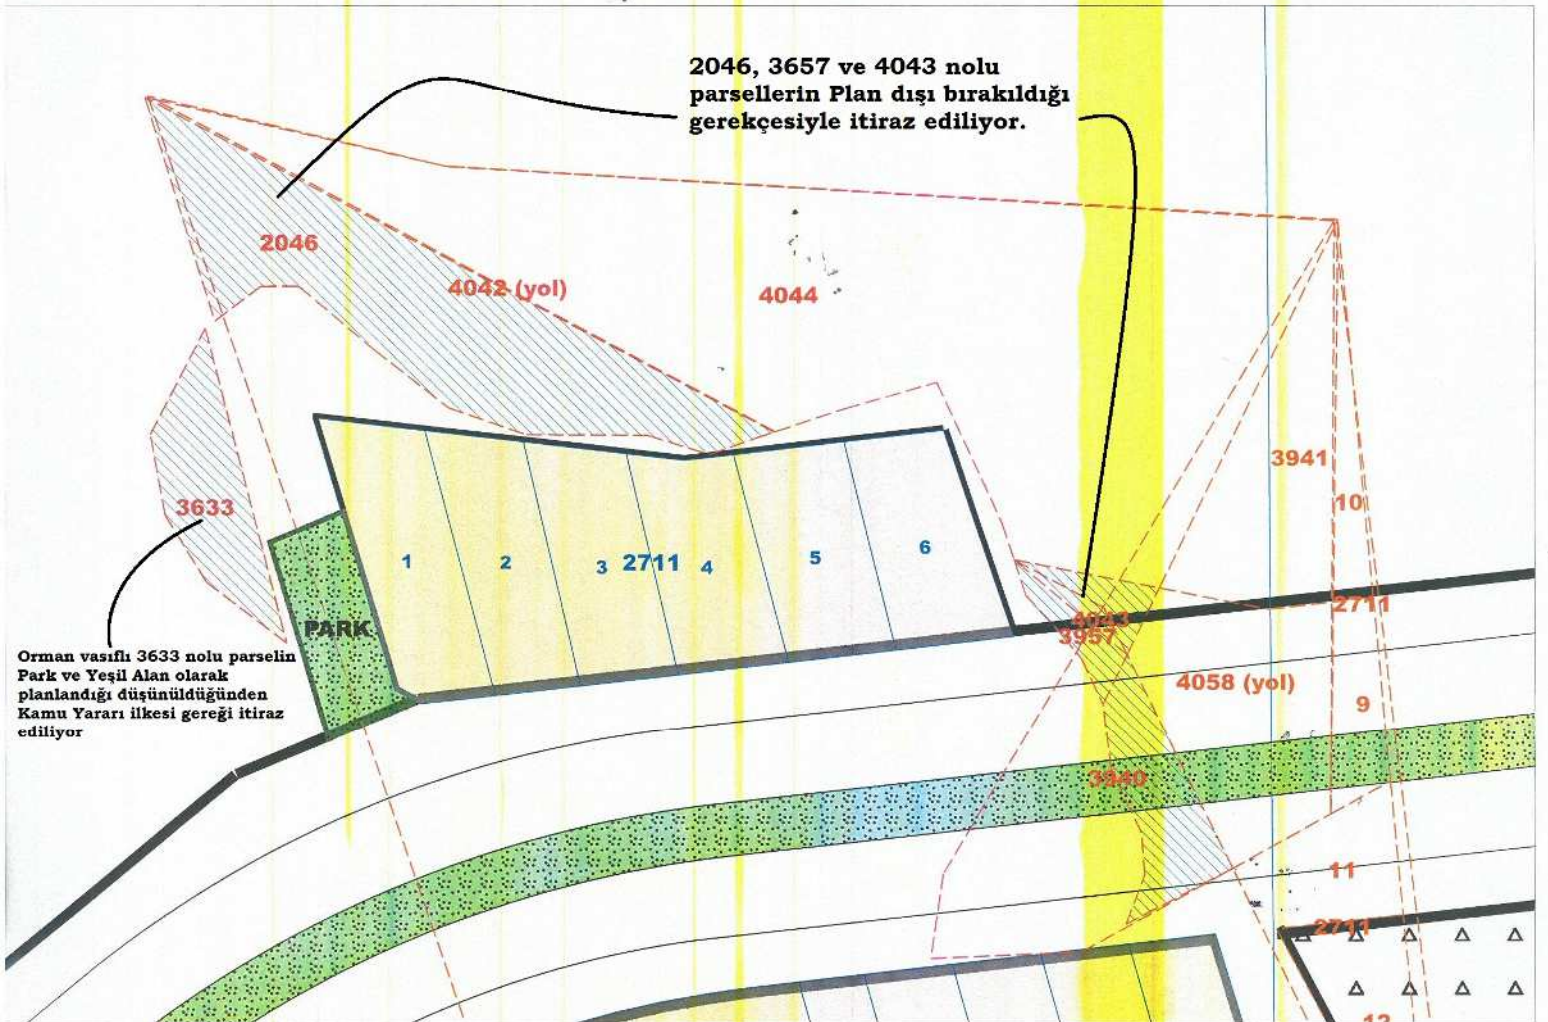 2046, 3657 ve 4043 nolu
parsellerin Plan dışı bırakıldığı
gerekçesiyle itiraz ediliyor.
2046
4042 (yol)
4044
3941
10
3633
1
2
3
2711
4
5
6
PARK
2711
4043
3957
4058 (yol)
9
Orman vasıflı 3633 nolu parselin
Park ve Yeşil Alan olarak
planlandığı düşünüldüğünden
Kamu Yararı ilkesi gereği itiraz
ediliyor
3940
11
2711